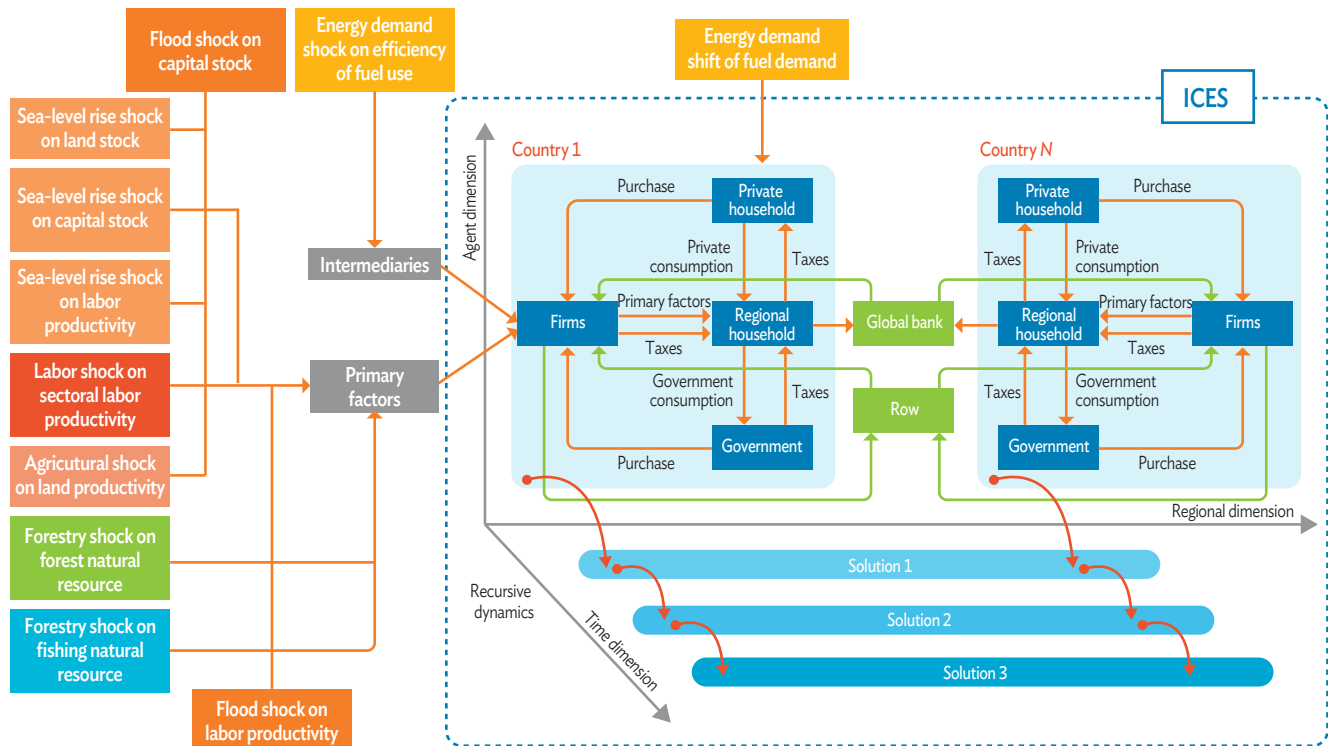 Flood shock on
capital stock
Energy demand
shock on efficiency
of fuel use
Energy demand
shift of fuel demand
ICES
Sea-level rise shock
on land stock
Sea-level rise shock
on capital stock
Sea-level rise shock
on labor
productivity
Labor shock on
sectoral labor
productivity
Agricutural shock
on land productivity
Forestry shock on
forest natural
resource
Forestry shock on
fishing natural
resource
Flood shock on
labor productivity
Intermediaries
Primary
factors
Agent dimension
Country 1
Purchase
Private
household
Private
consumption
Taxes
Firms
Primary factors
Taxes
Regional
household
Government
consumption
Taxes
Government
Purchase
Global bank
Row
Country N
Private
household
Purchase
Taxes
Private
consumption
Regional
household
Primary factors
Taxes
Firms
Taxes
Government
consumption
Government
Purchase
Regional dimension
Recursive
dynamics
Time dimension
Solution 1
Solution 2
Solution 3